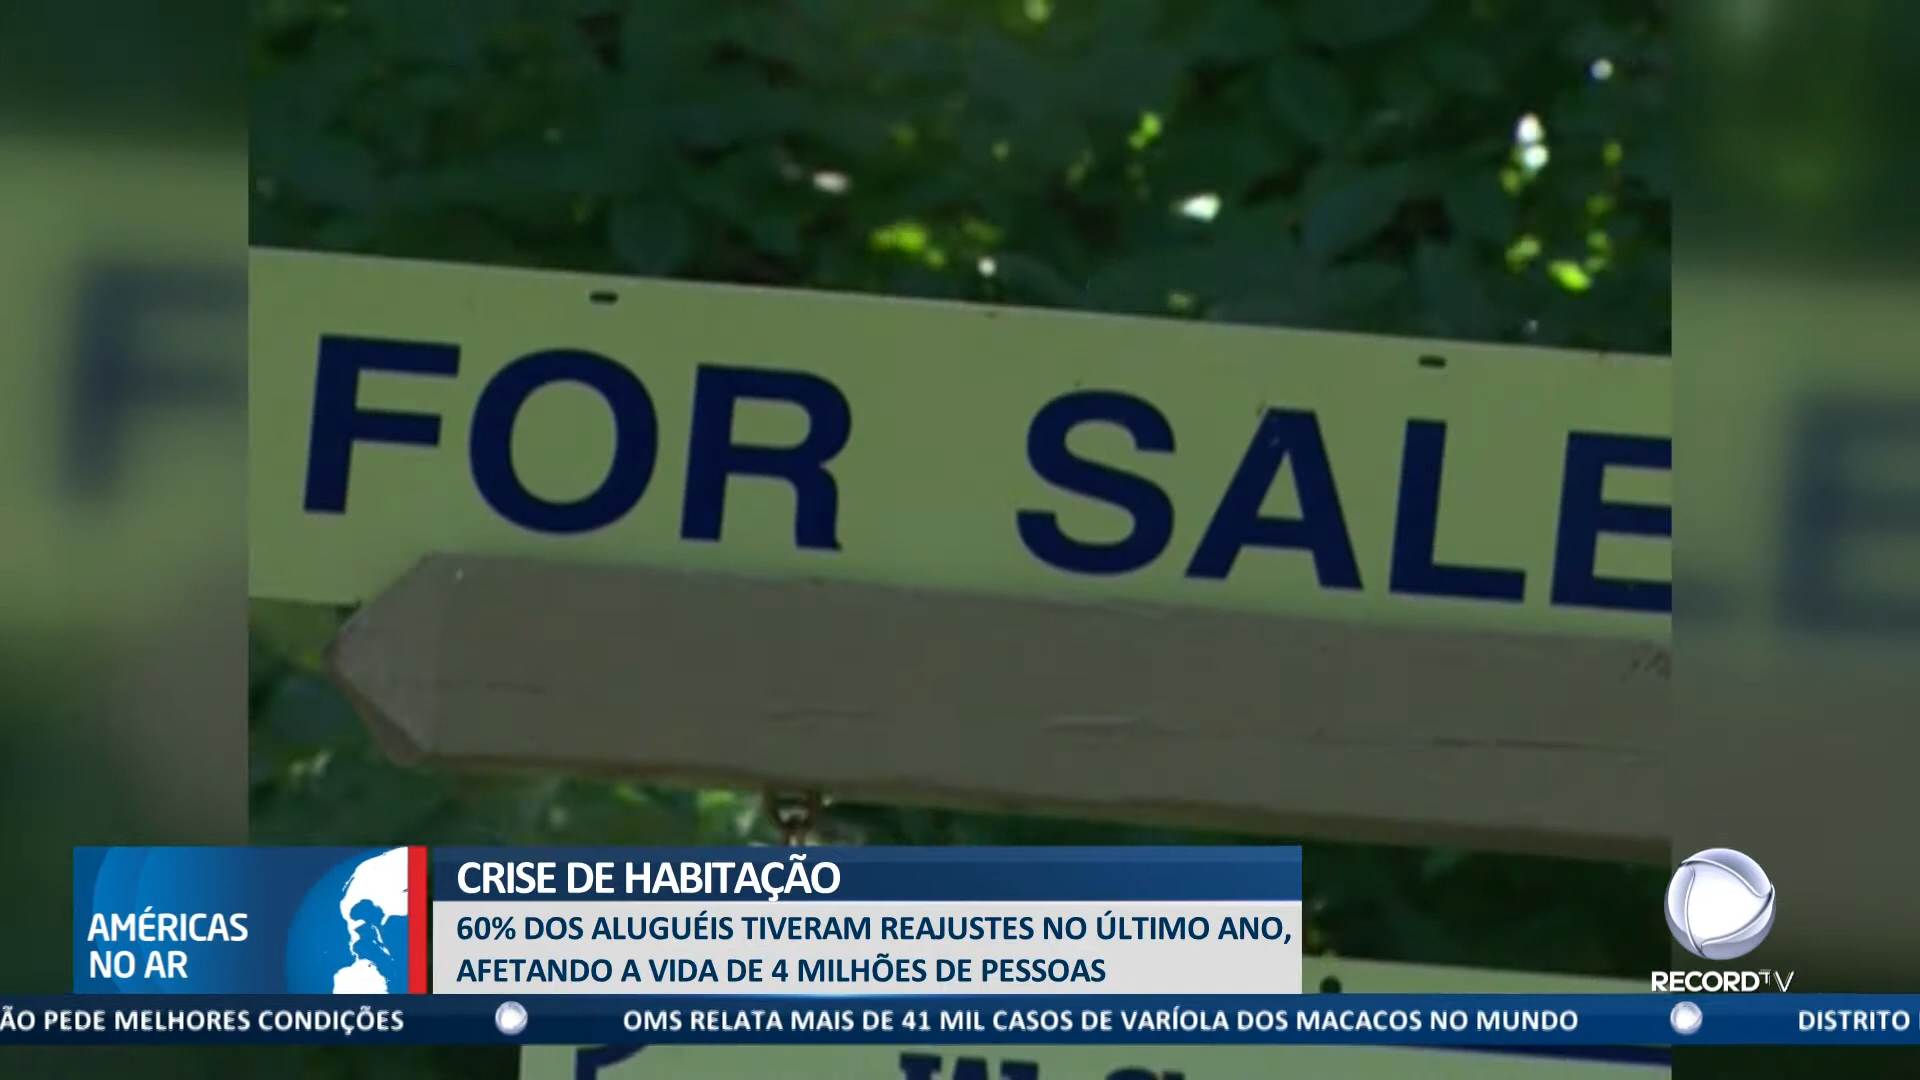 FOR SALE
CRISE DE HABITAÇÃO
60% DOS ALUGUÉIS TIVERAM REAJUSTES NO ÚLTIMO ANO,
AFETANDO A VIDA DE 4 MILHÕES DE PESSOAS
AMÉRICAS
NO AR
RECORD TV
ÃO PEDE MELHORES CONDIÇÕES OMS RELATA MAIS DE 41 MIL CASOS DE VARÍOLA DOS MACACOS NO MUNDO DISTRITO